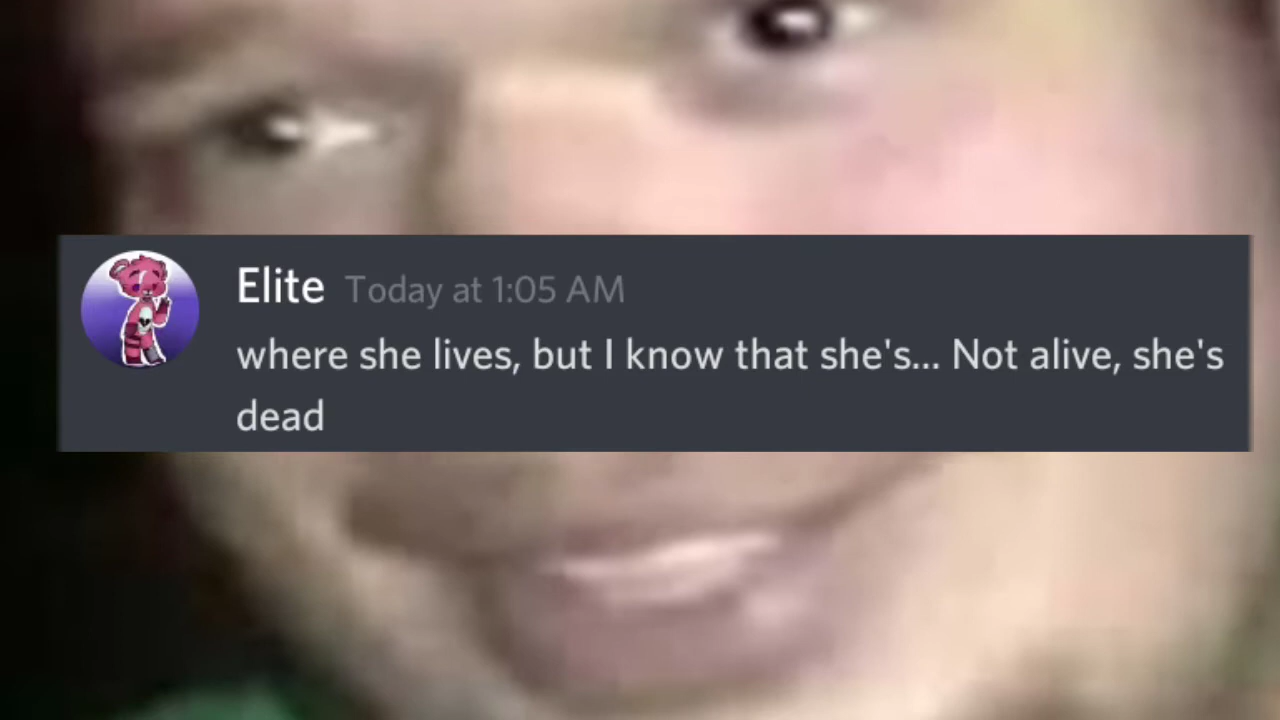 Elite Today at 1:05 AM
where she lives, but I know that she's... Not alive, she's
dead